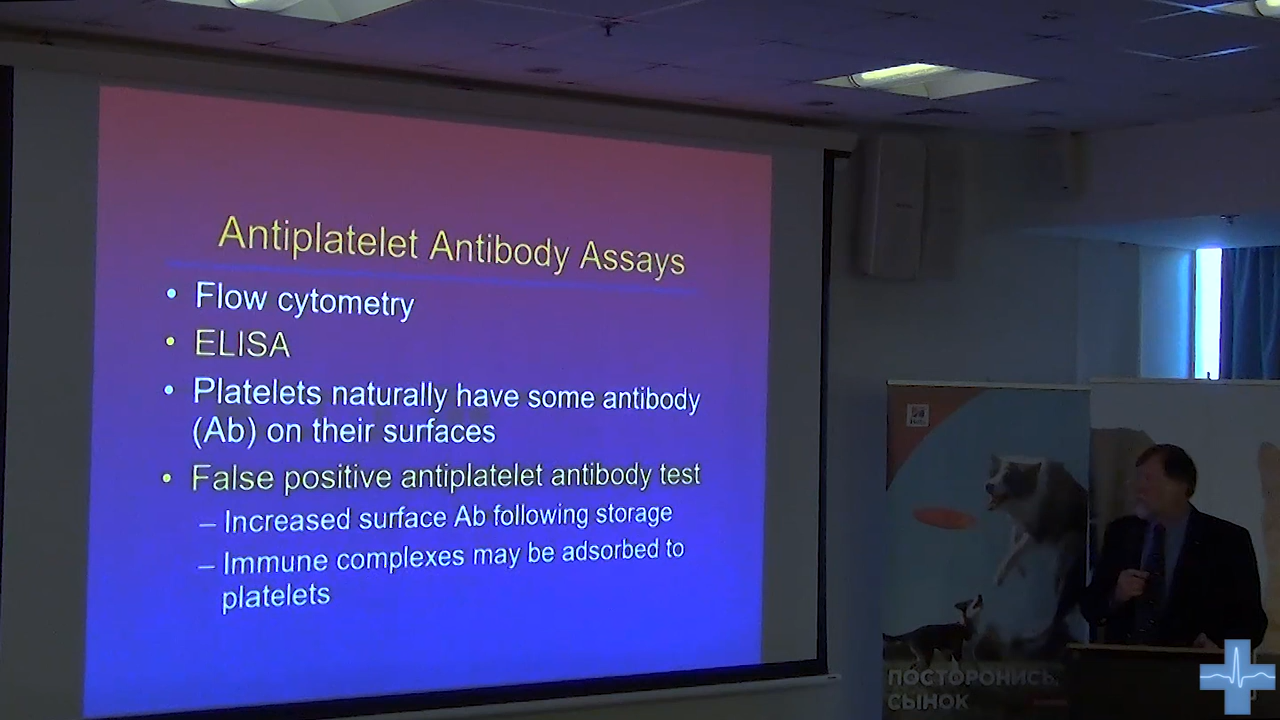 Antiplatelet Antibody Assays
• Flow cytometry
• ELISA
• Platelets naturally have some antibody
(Ab) on their surfaces
• False positive antiplatelet antibody test
– Increased surface Ab following storage
– Immune complexes may be adsorbed to
platelets
ПОСТОРОНИСЬ,
СЫНОК